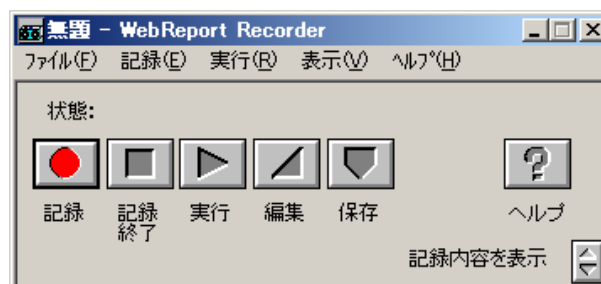 無題 - WebReport Recorder
ファイル(F) 記録(E) 実行(R) 表示(V) ヘルプ(H)
状態:
記録 記録終了 実行 編集 保存 ヘルプ
記録内容を表示